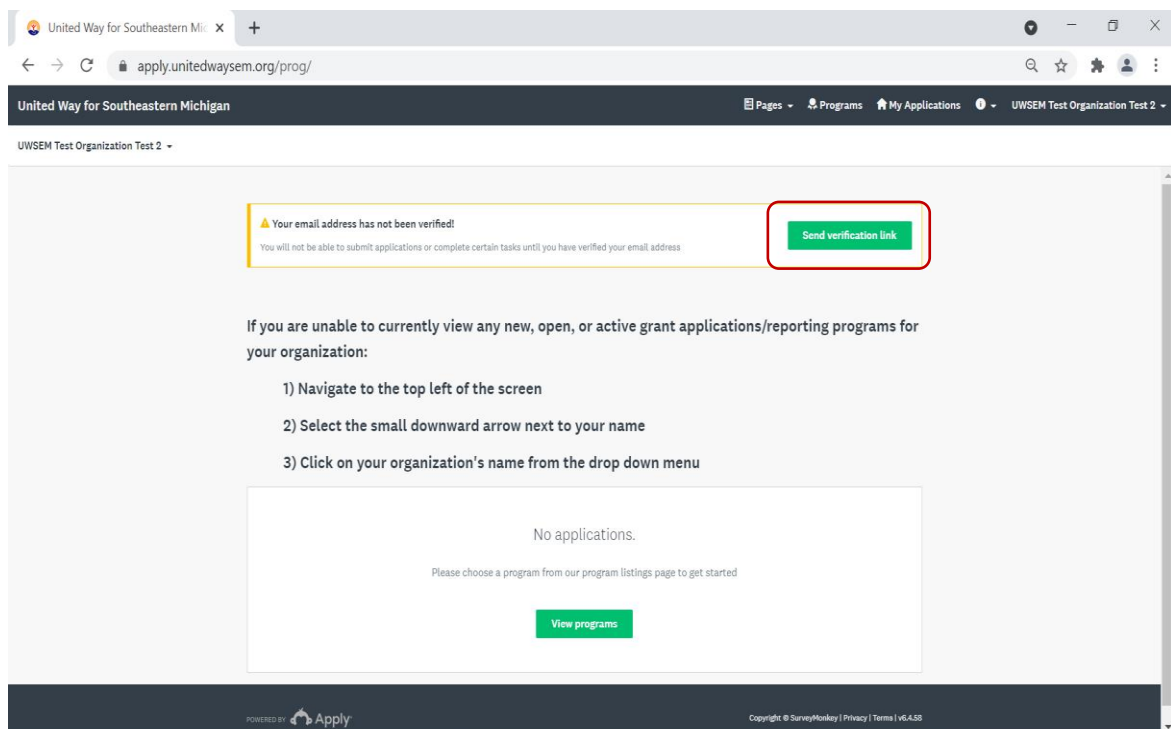 United Way for Southeastern Mic
apply.unitedwaysem.org/prog/
United Way for Southeastern Michigan
Pages
Programs
My Applications
UWSEM Test Organization Test 2
UWSEM Test Organization Test 2
Your email address has not been verified!
You will not be able to submit applications or complete certain tasks until you have verified your email address
Send verification link
If you are unable to currently view any new, open, or active grant applications/reporting programs for
your organization:
1) Navigate to the top left of the screen
2) Select the small downward arrow next to your name
3) Click on your organization's name from the drop down menu
No applications.
Please choose a program from our program listings page to get started
View programs
POWERED BY Apply
Copyright © SurveyMonkey | Privacy | Terms | v6.4.58